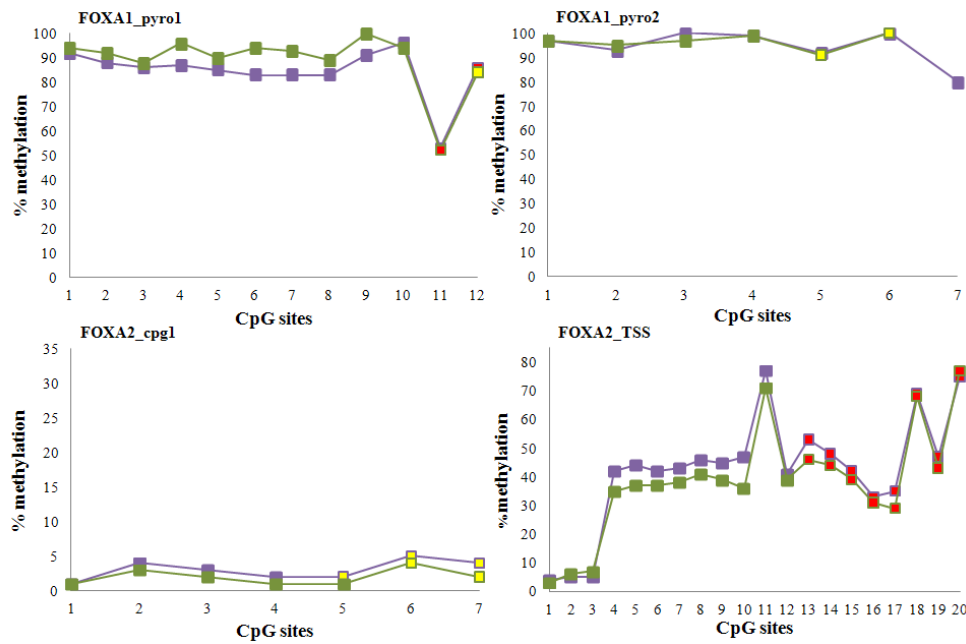 FOXA1_pyro1
100
90
80
70
60
50
40
30
20
10
0
% methylation
1 2 3 4 5 6 7 8 9 10 11 12
CpG sites
FOXA1_pyro2
100
90
80
70
60
50
40
30
20
10
0
% methylation
1 2 3 4 5 6 7
CpG sites
FOXA2_cpg1
35
30
25
20
15
10
5
0
% methylation
1 2 3 4 5 6 7
CpG sites
FOXA2_TSS
80
70
60
50
40
30
20
10
0
%methylation
1 2 3 4 5 6 7 8 9 10 11 12 13 14 15 16 17 18 19 20
CpG sites